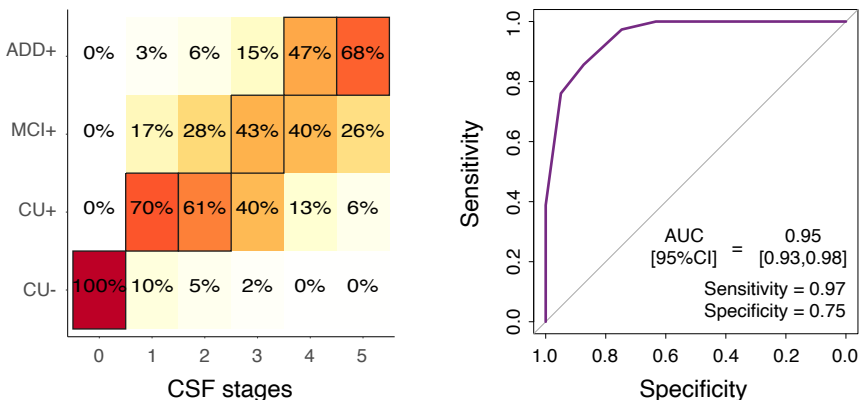 ADD+ 0% 3% 6% 15% 47% 68%
MCI+ 0% 17% 28% 43% 40% 26%
CU+ 0% 70% 61% 40% 13% 6%
CU- 100% 10% 5% 2% 0% 0%
0 1 2 3 4 5
CSF stages
Sensitivity
1.0
0.8
0.6
0.4
0.2
0.0
AUC = 0.95
[95%CI] [0.93,0.98]
Sensitivity = 0.97
Specificity = 0.75
1.0 0.8 0.6 0.4 0.2 0.0
Specificity